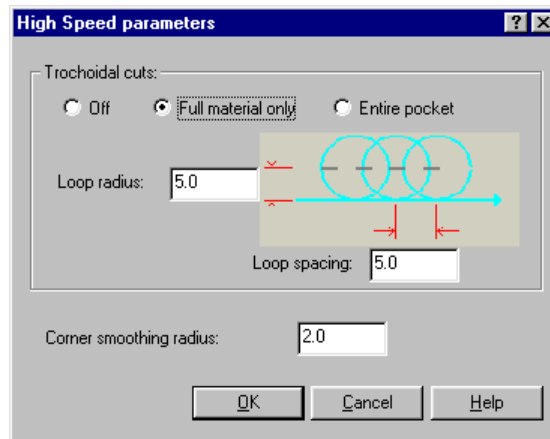 High Speed parameters
Trochoidal cuts:
Off Full material only Entire pocket
Loop radius: 5.0
Loop spacing: 5.0
Corner smoothing radius: 2.0
OK Cancel Help